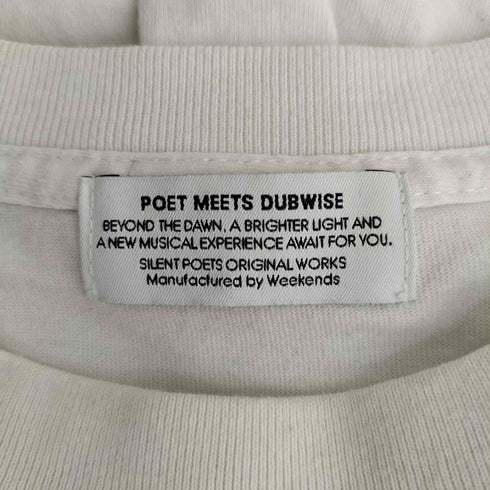 POET MEETS DUBWISE
BEYOND THE DAWN, A BRIGHTER LIGHT AND
A NEW MUSICAL EXPERIENCE AWAIT FOR YOU.
SILENT POETS ORIGINAL WORKS
Manufactured by Weekends